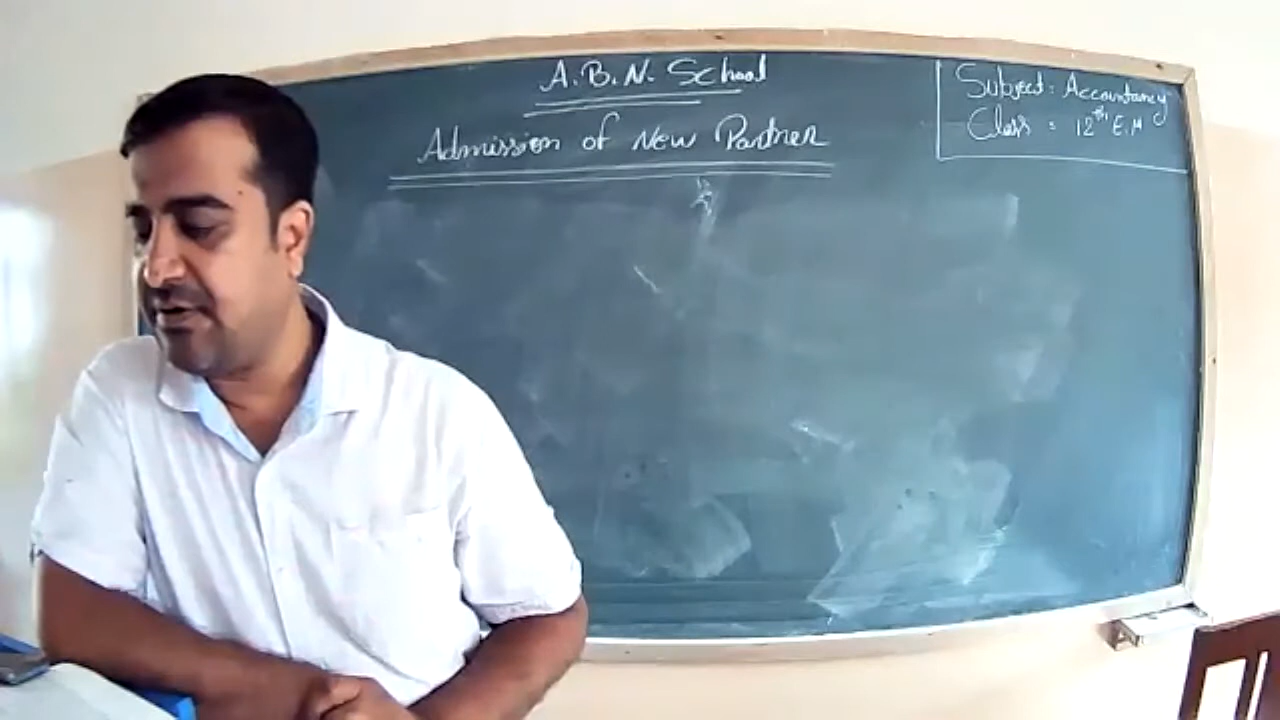 A.B.N. School
Admission of New Partner
Subject: Accountancy
Class : 12th E.M